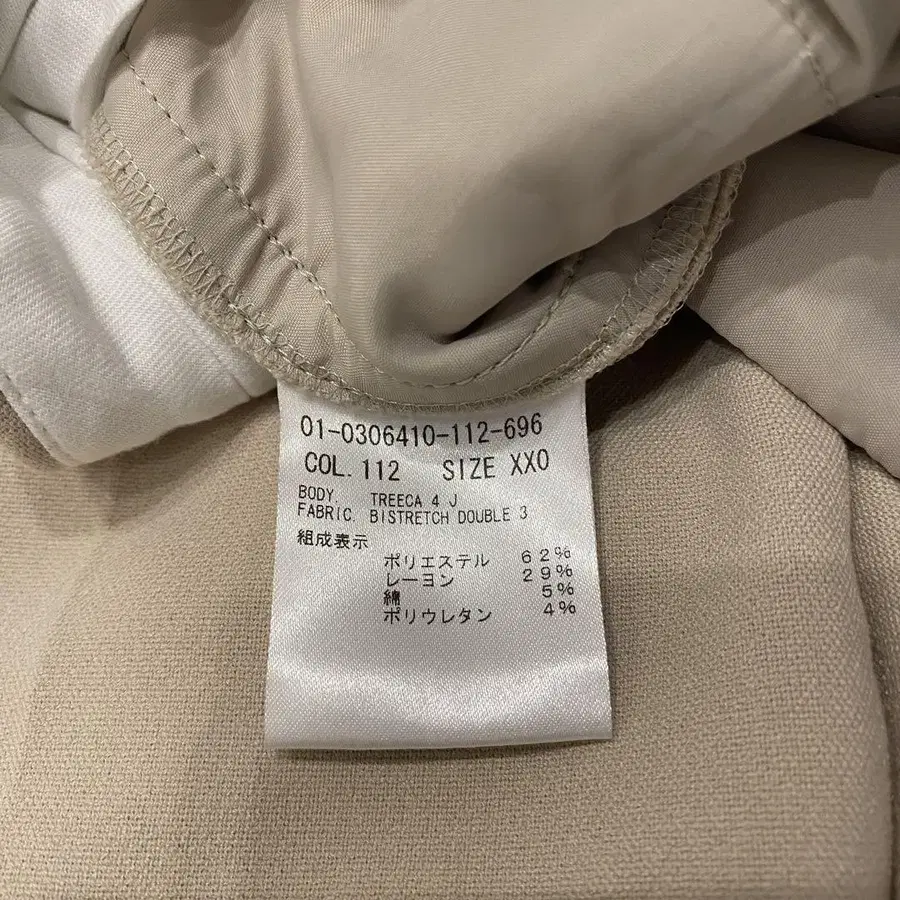 01-0306410-112-696
COL. 112 SIZE XXO
BODY. TREECA 4 J
FABRIC. BISTRETCH DOUBLE 3
組成表示
ポリエステル 62%
レーヨン 29%
綿 5%
ポリウレタン 4%